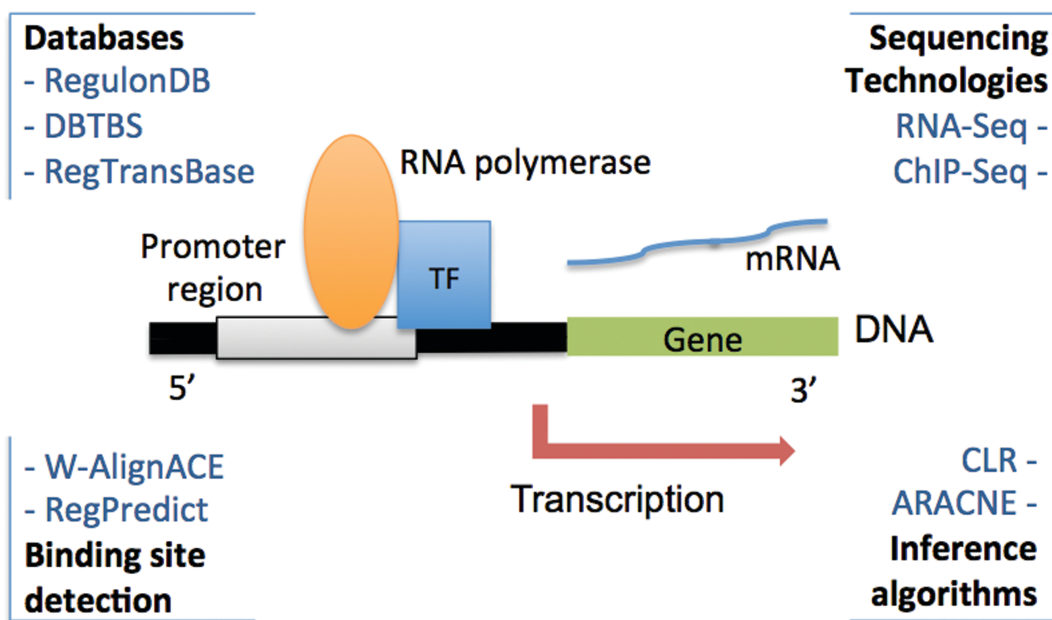 Databases
- RegulonDB
- DBTBS
- RegTransBase
Sequencing
Technologies
RNA-Seq -
ChIP-Seq -
RNA polymerase
Promoter
region
TF
mRNA
Gene
DNA
5’
3’
Transcription
- W-AlignACE
- RegPredict
Binding site
detection
CLR -
ARACNE -
Inference
algorithms